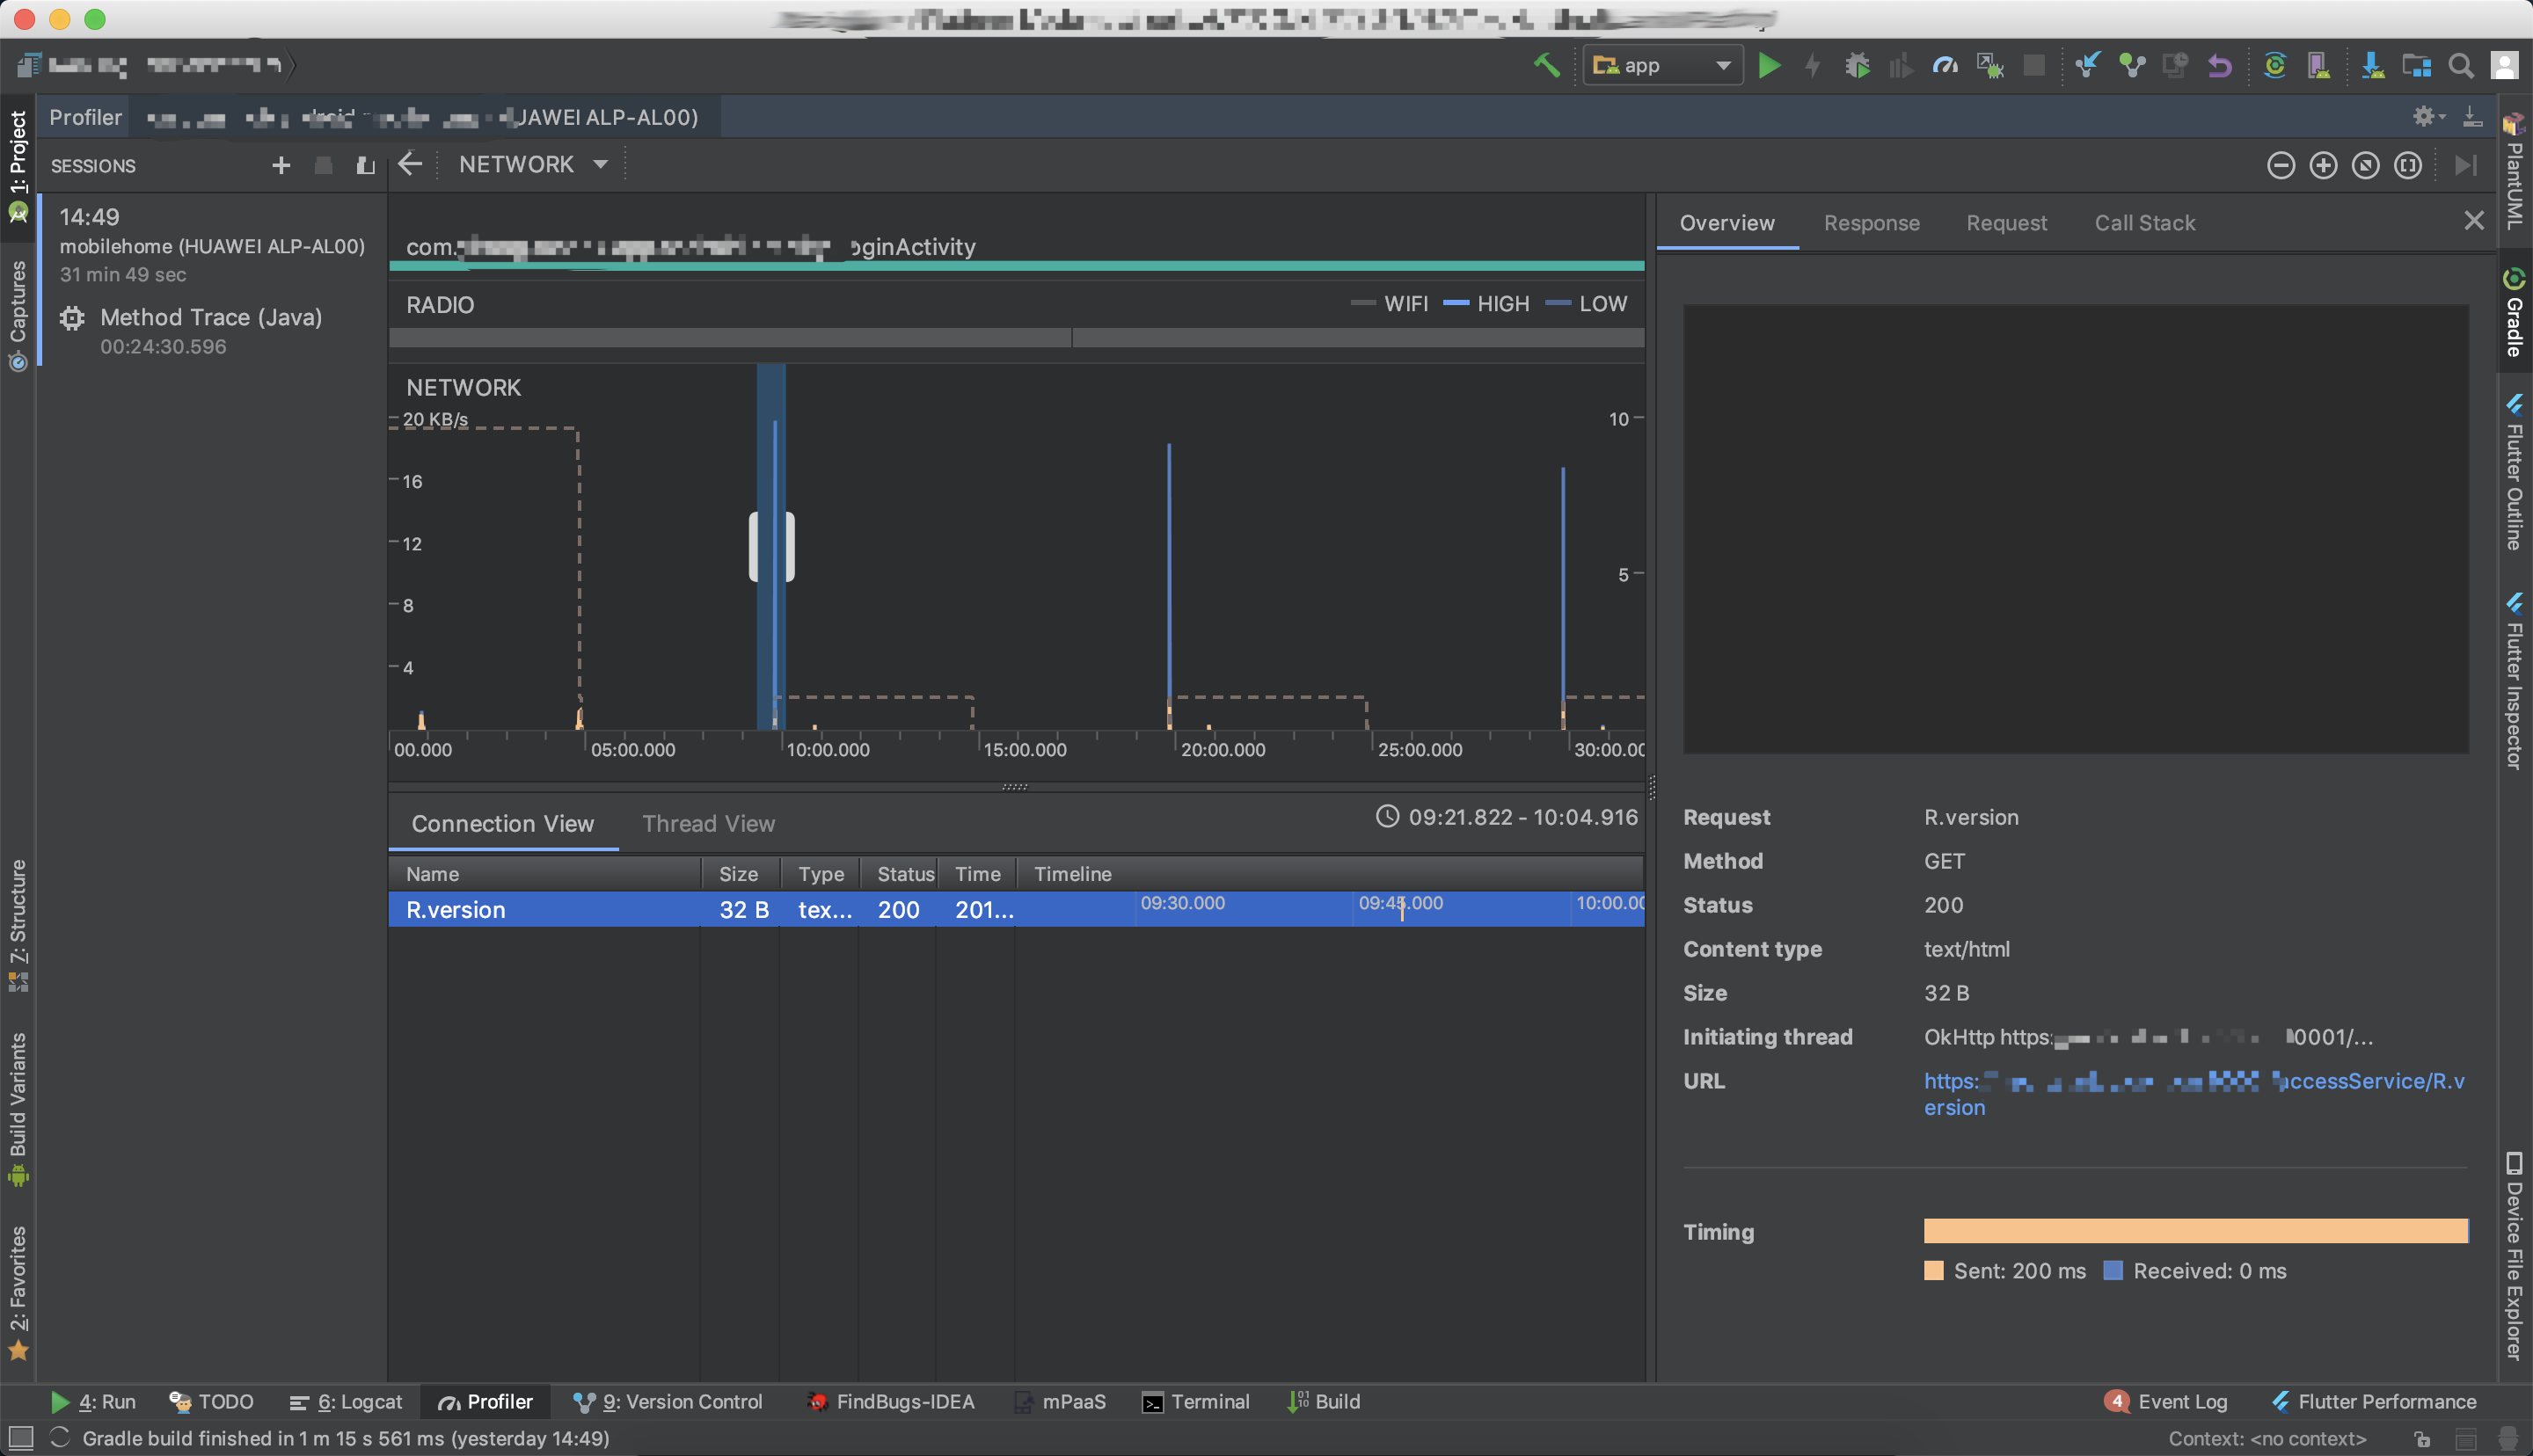 app
Profiler
JAWEI ALP-AL00)
SESSIONS
NETWORK
14:49
mobilehome (HUAWEI ALP-AL00)
31 min 49 sec
Method Trace (Java)
00:24:30.596
com.
ginActivity
RADIO
WIFI
HIGH
LOW
NETWORK
20 KB/s
16
12
8
4
10
5
00.000
05:00.000
10:00.000
15:00.000
20:00.000
25:00.000
30:00.00
Connection View
Thread View
09:21.822 - 10:04.916
Name Size Type Status Time Timeline
R.version 32 B tex... 200 201... 09:30.000 09:45.000 10:00.00
Overview
Response
Request
Call Stack
Request R.version
Method GET
Status 200
Content type text/html
Size 32 B
Initiating thread OkHttp https: 0001/...
URL https: ccessService/R.v
ersion
Timing
Sent: 200 ms Received: 0 ms
1: Project
Captures
7: Structure
Build Variants
2: Favorites
PlantUML
Gradle
Flutter Outline
Flutter Inspector
Device File Explorer
4: Run
TODO
6: Logcat
Profiler
9: Version Control
FindBugs-IDEA
mPaaS
Terminal
Build
4 Event Log
Flutter Performance
Gradle build finished in 1 m 15 s 561 ms (yesterday 14:49)
Context: <no context>